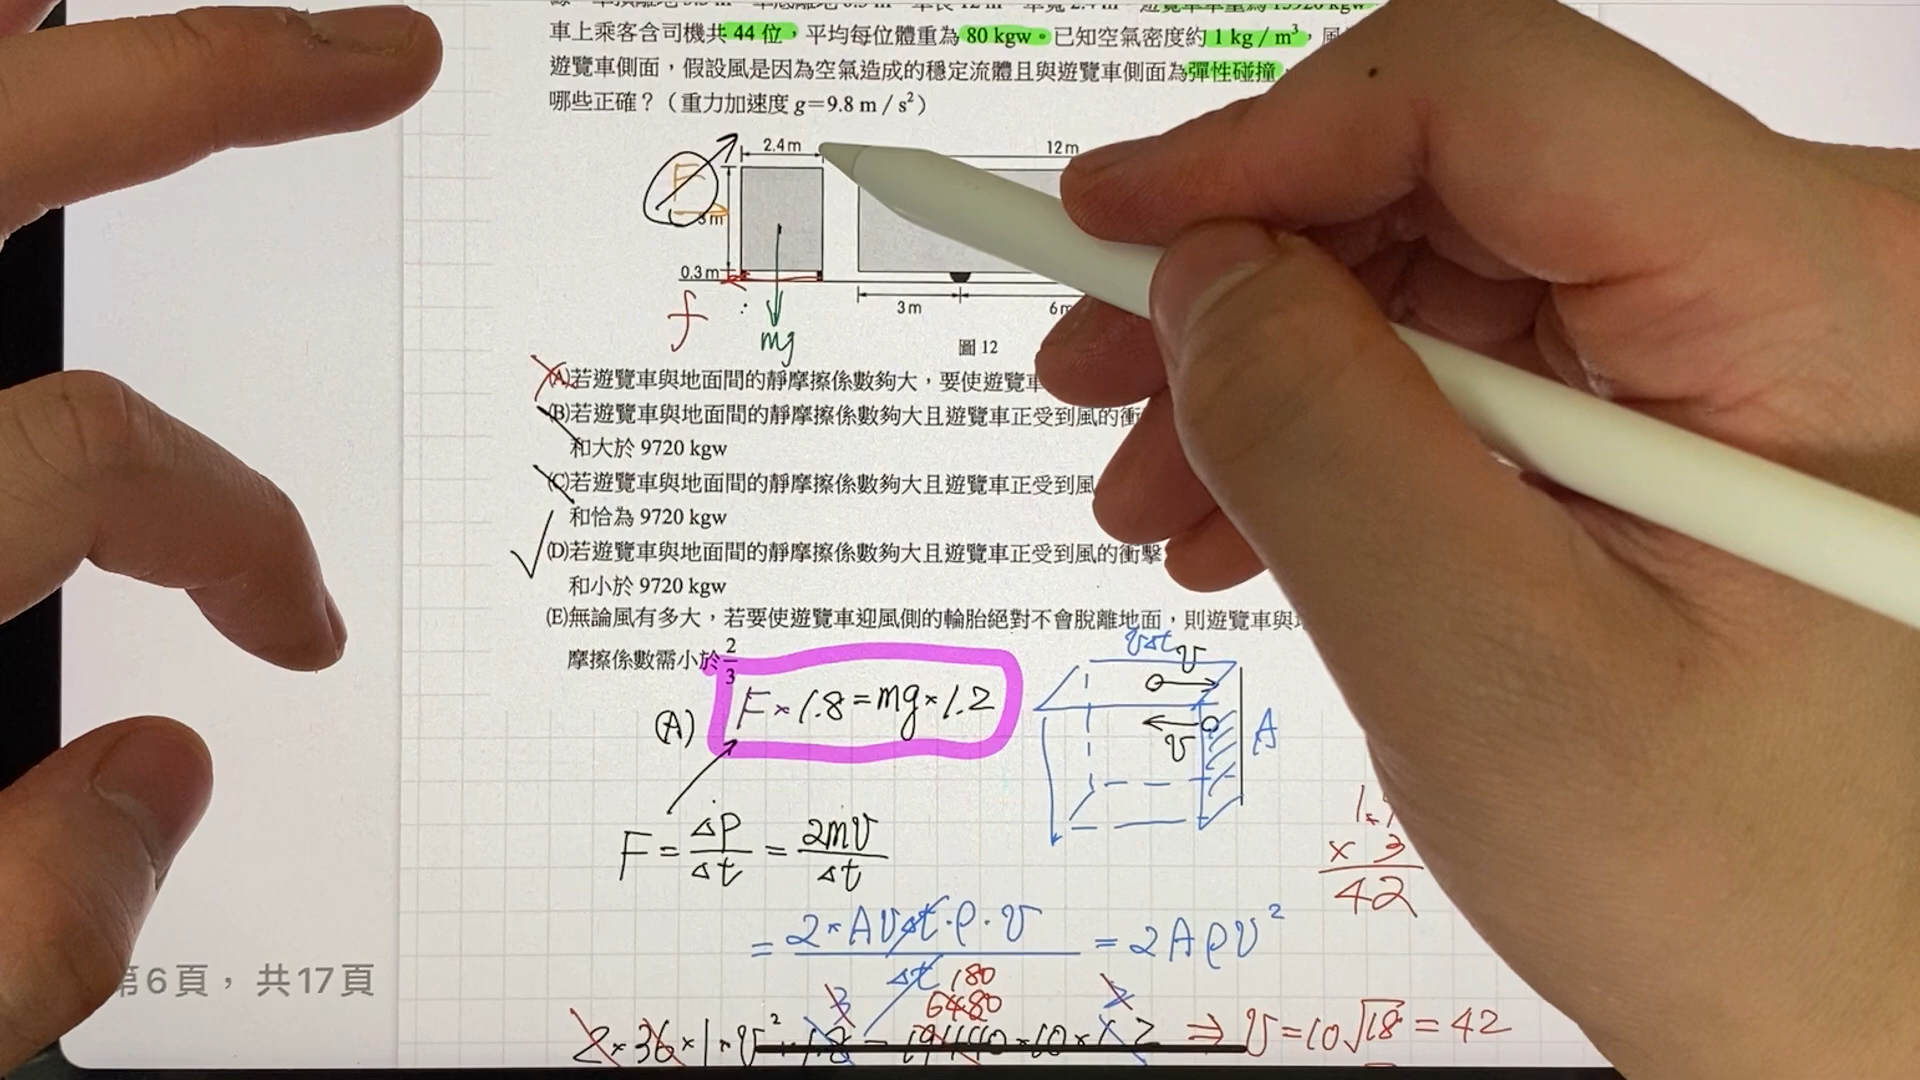 車上乘客含司機共 44 位，平均每位體重為 80 kgw。已知空氣密度約 1 kg / m³，風
遊覽車側面，假設風是因為空氣造成的穩定流體且與遊覽車側面為彈性碰撞
哪些正確？（重力加速度 g=9.8 m / s²）
2.4 m
12 m
F
3 m
0.3 m
f
mg
3 m
6 m
圖 12
(A)若遊覽車與地面間的靜摩擦係數夠大，要使遊覽車
(B)若遊覽車與地面間的靜摩擦係數夠大且遊覽車正受到風的衝
和大於 9720 kgw
(C)若遊覽車與地面間的靜摩擦係數夠大且遊覽車正受到風
和恰為 9720 kgw
(D)若遊覽車與地面間的靜摩擦係數夠大且遊覽車正受到風的衝擊
和小於 9720 kgw
(E)無論風有多大，若要使遊覽車迎風側的輪胎絕對不會脫離地面，則遊覽車與
摩擦係數需小於 2/3
(A) F×1.8=mg×1.2
v△t
v
v
A
F = △P/△t = 2mv/△t
× 3
42
= 2×Av△t·ρ·v/△t = 2Aρv²
180
3 6480 2
⇒ v=10√18 = 42
第6頁，共17頁